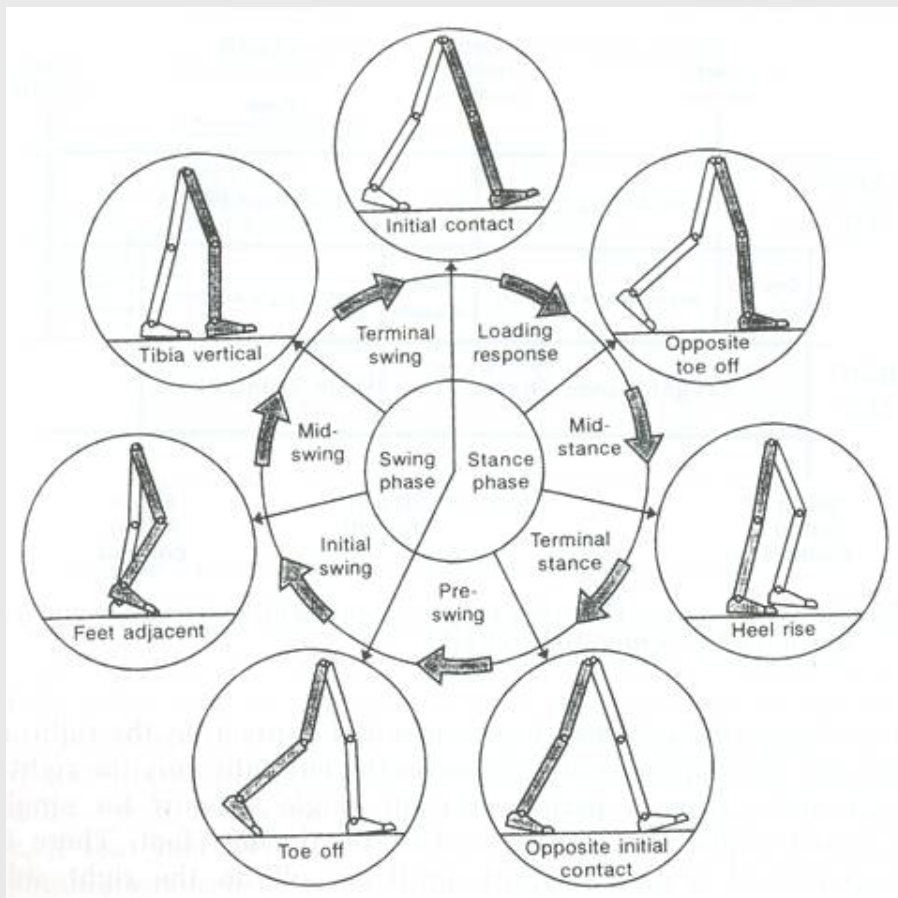 Initial contact
Opposite
toe off
Heel rise
Opposite initial
contact
Toe off
Feet adjacent
Tibia vertical
Loading
response
Mid-
stance
Terminal
stance
Pre-
swing
Initial
swing
Mid-
swing
Terminal
swing
Swing
phase
Stance
phase